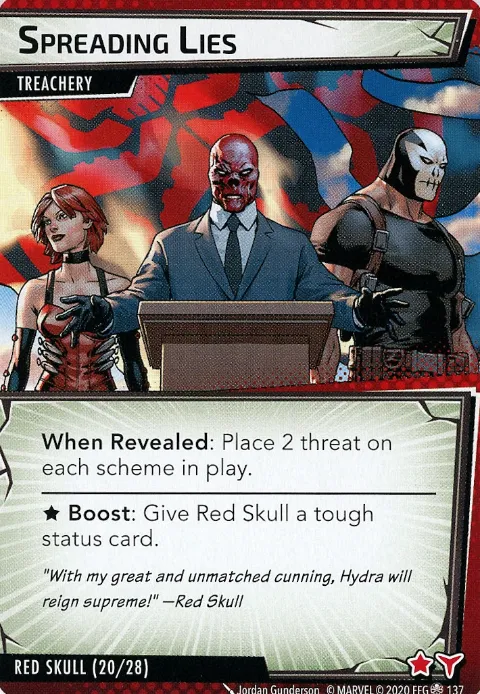 SPREADING LIES
TREACHERY
When Revealed: Place 2 threat on
each scheme in play.
★ Boost: Give Red Skull a tough
status card.
"With my great and unmatched cunning, Hydra will
reign supreme!" —Red Skull
RED SKULL (20/28)
Jordan Gunderson © MARVEL © 2020 FFG 137